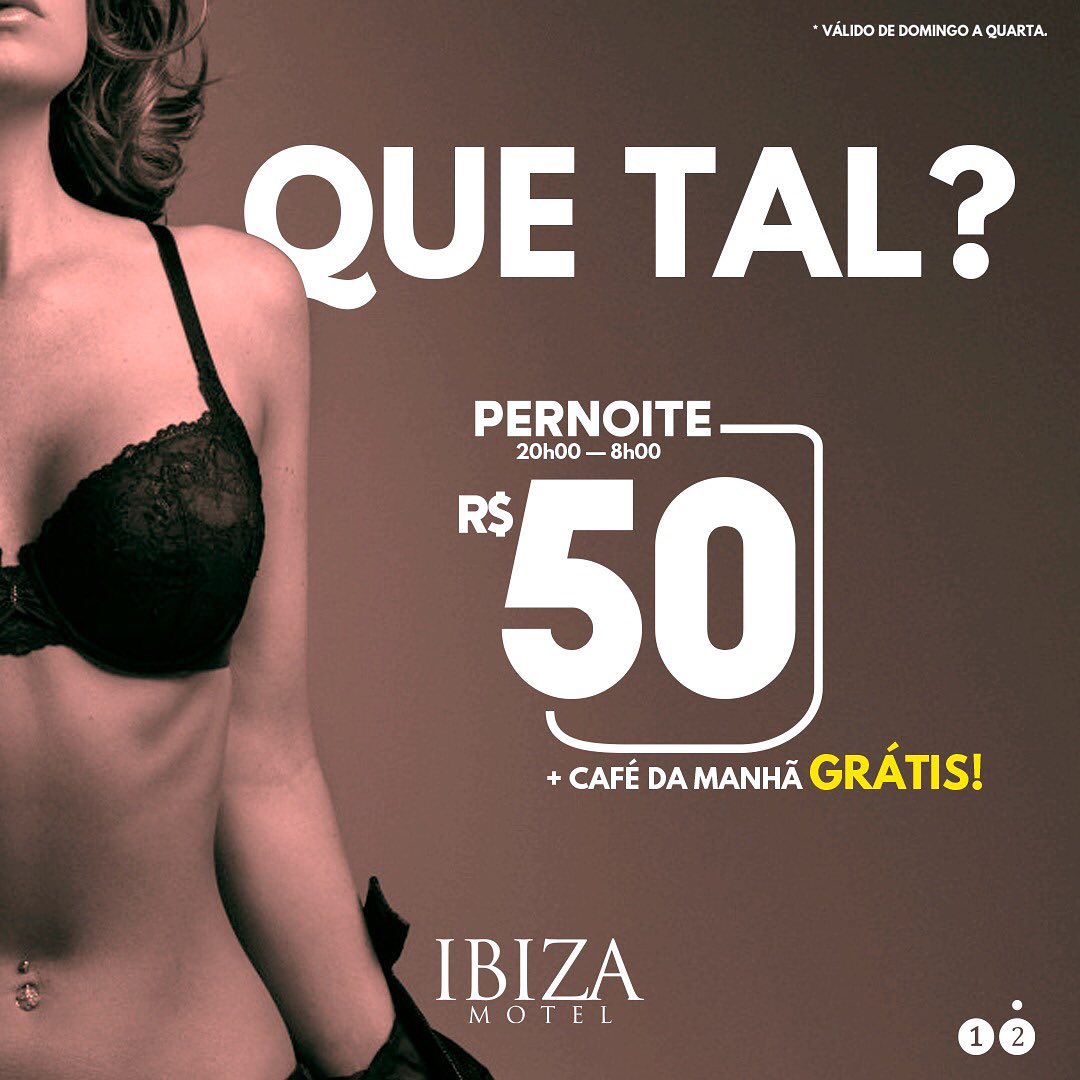 * VÁLIDO DE DOMINGO A QUARTA.
QUE TAL?
PERNOITE
20h00 — 8h00
R$50
+ CAFÉ DA MANHÃ GRÁTIS!
IBIZA
MOTEL
1 2